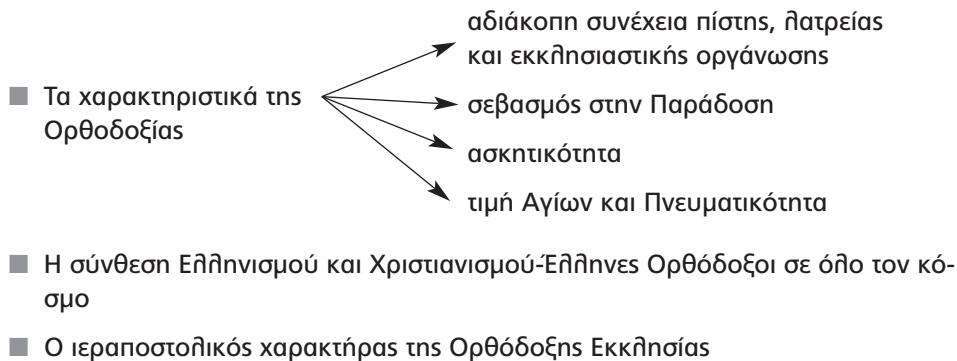 ■ Τα χαρακτηριστικά της
Ορθοδοξίας
αδιάκοπη συνέχεια πίστης, λατρείας
και εκκλησιαστικής οργάνωσης
σεβασμός στην Παράδοση
ασκητικότητα
τιμή Αγίων και Πνευματικότητα
■ Η σύνθεση Ελληνισμού και Χριστιανισμού-Έλληνες Ορθόδοξοι σε όλο τον κό-
σμο
■ Ο ιεραποστολικός χαρακτήρας της Ορθόδοξης Εκκλησίας